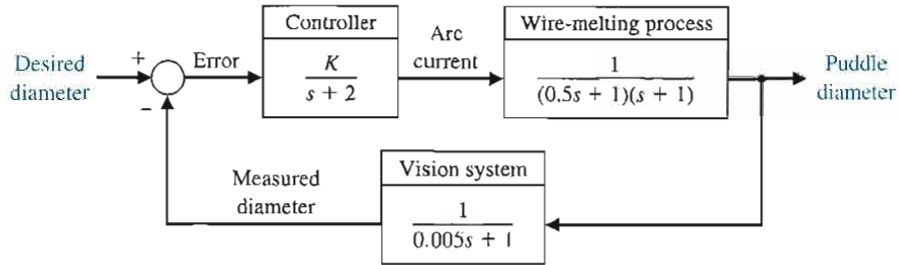 Controller
Wire-melting process
Arc
current
Desired
diameter
+
Error
K
s + 2
1
(0.5s + 1)(s + 1)
Puddle
diameter
−
Measured
diameter
Vision system
1
0.005s + 1